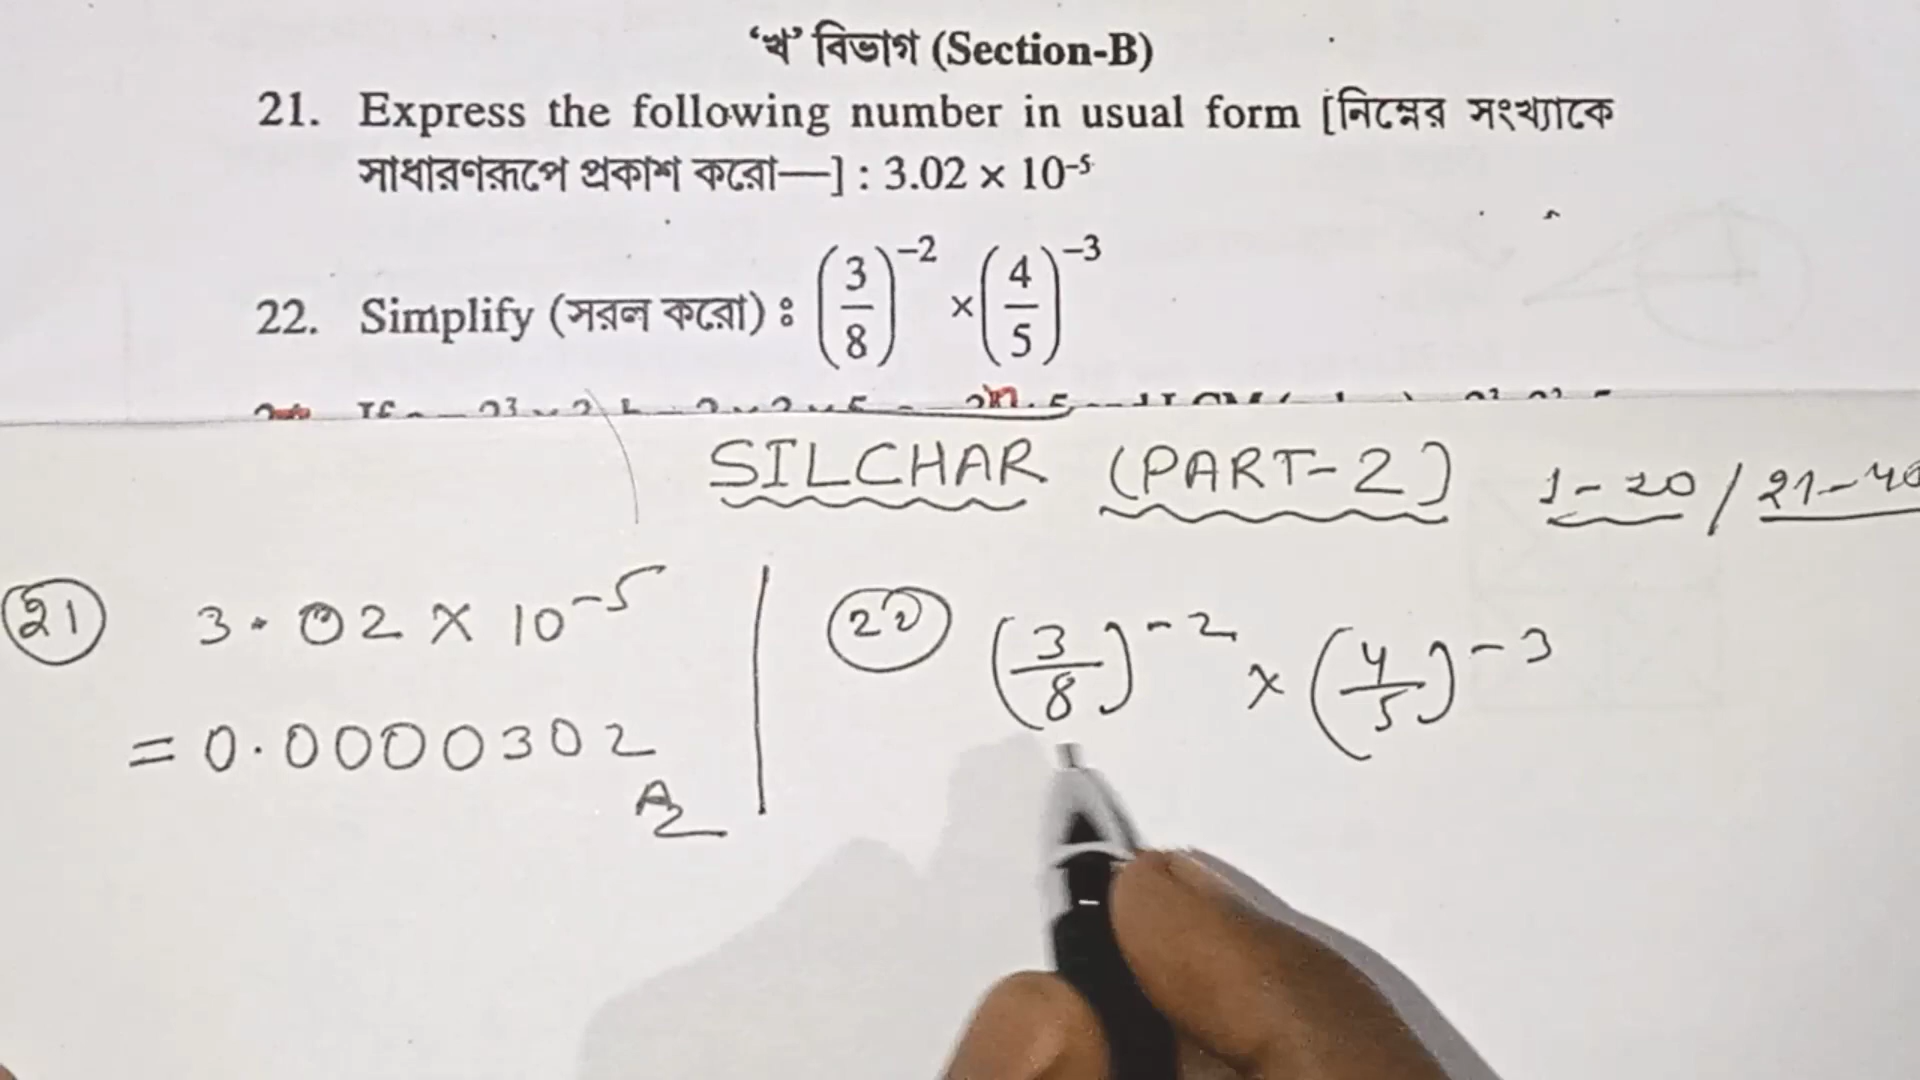 ‘খ’ বিভাগ (Section-B)
21. Express the following number in usual form [নিম্নের সংখ্যাকে
সাধারণরূপে প্রকাশ করো—] : 3.02 × 10⁻⁵
22. Simplify (সরল করো) : (3/8)⁻² × (4/5)⁻³
SILCHAR (PART-2) 1-20 / 21-40
21 3.02 × 10⁻⁵
= 0.0000302
22 (3/8)⁻² × (4/5)⁻³